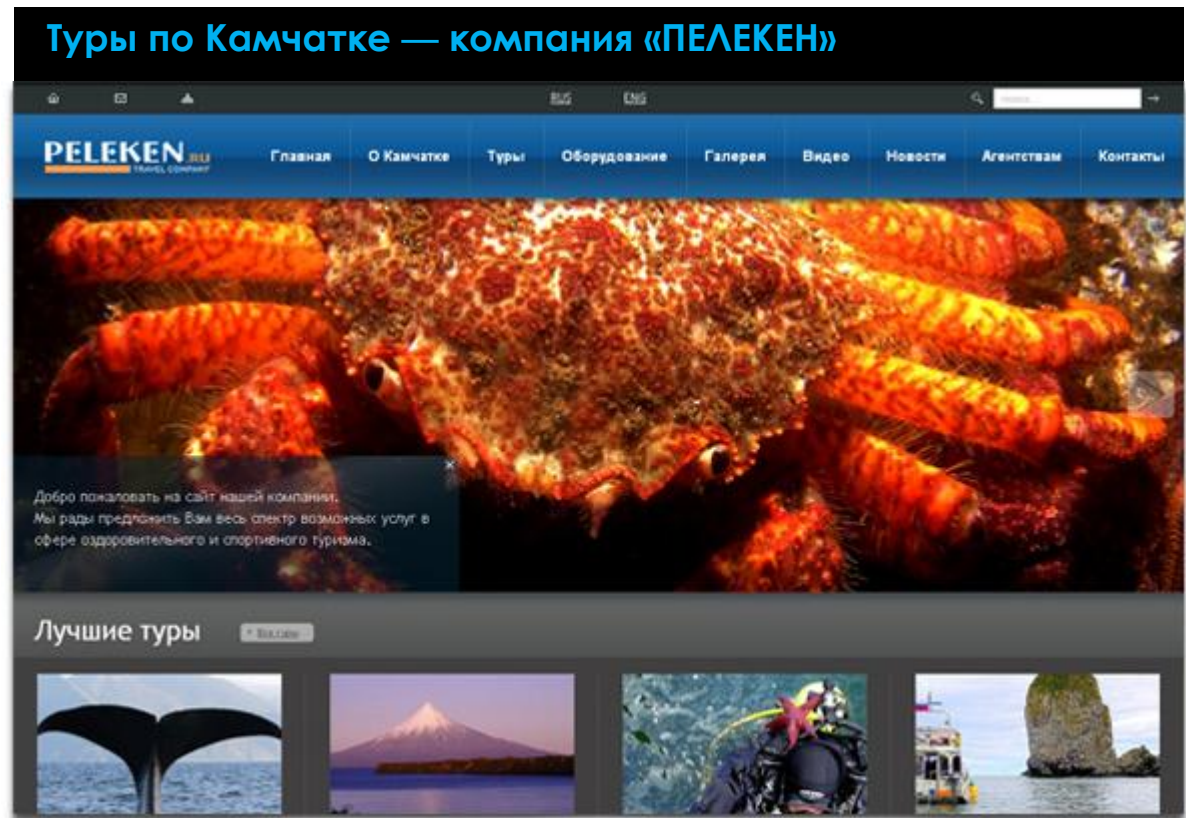 Туры по Камчатке — компания «ПЕЛЕКЕН»
RUS ENG
PELEKEN.RU
TRAVEL COMPANY
Главная О Камчатке Туры Оборудование Галерея Видео Новости Агентствам Контакты
Добро пожаловать на сайт нашей компании.
Мы рады предложить Вам весь спектр возможных услуг в
сфере оздоровительного и спортивного туризма.
Лучшие туры